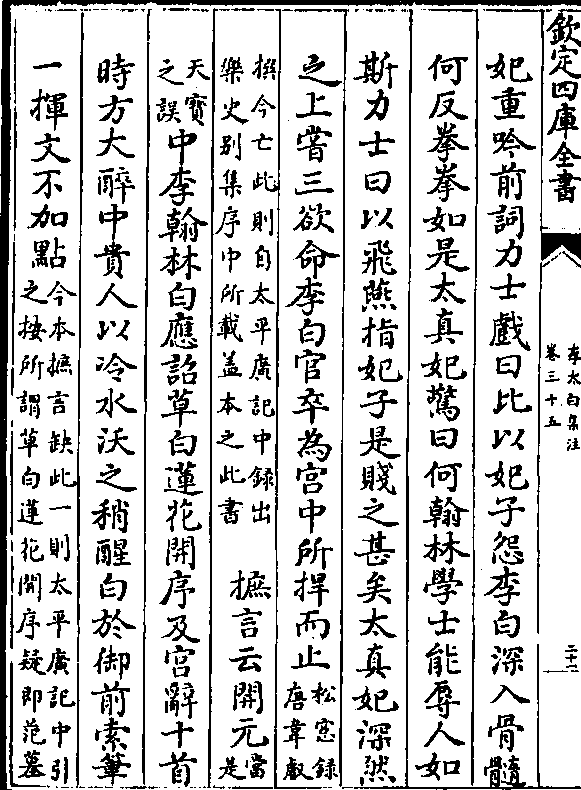 欽定四庫全書
李太白集注
卷三十五
二十一
妃重吟前詞力士戲曰比以妃子怨李白深入骨髓
何反拳拳如是太真妃驚曰何翰林學士能辱人如
斯力士曰以飛燕指妃子是賤之甚矣太真妃深然
之上嘗三欲命李白官卒為宮中所捍而止松窓録唐韋叡
撰今亡此則自太平廣記中録出樂史别集序中所載盖本之此書 摭言云開元當是
天寳之誤中李翰林白應詔草白蓮花開序及宮辭十首
時方大醉中貴人以冷水沃之稍醒白於御前索筆
一揮文不加點今本摭言缺此一則太平廣記中引之按所謂草白蓮花開序疑即范墓